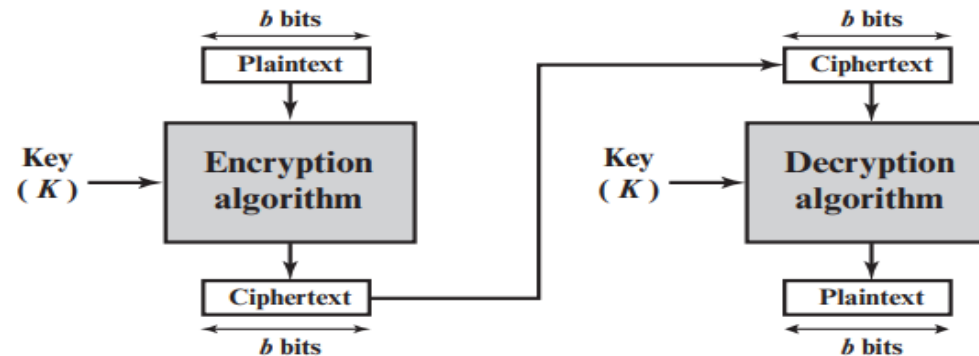 b bits
Plaintext
Key
( K )
Encryption
algorithm
Ciphertext
b bits
b bits
Ciphertext
Key
( K )
Decryption
algorithm
Plaintext
b bits